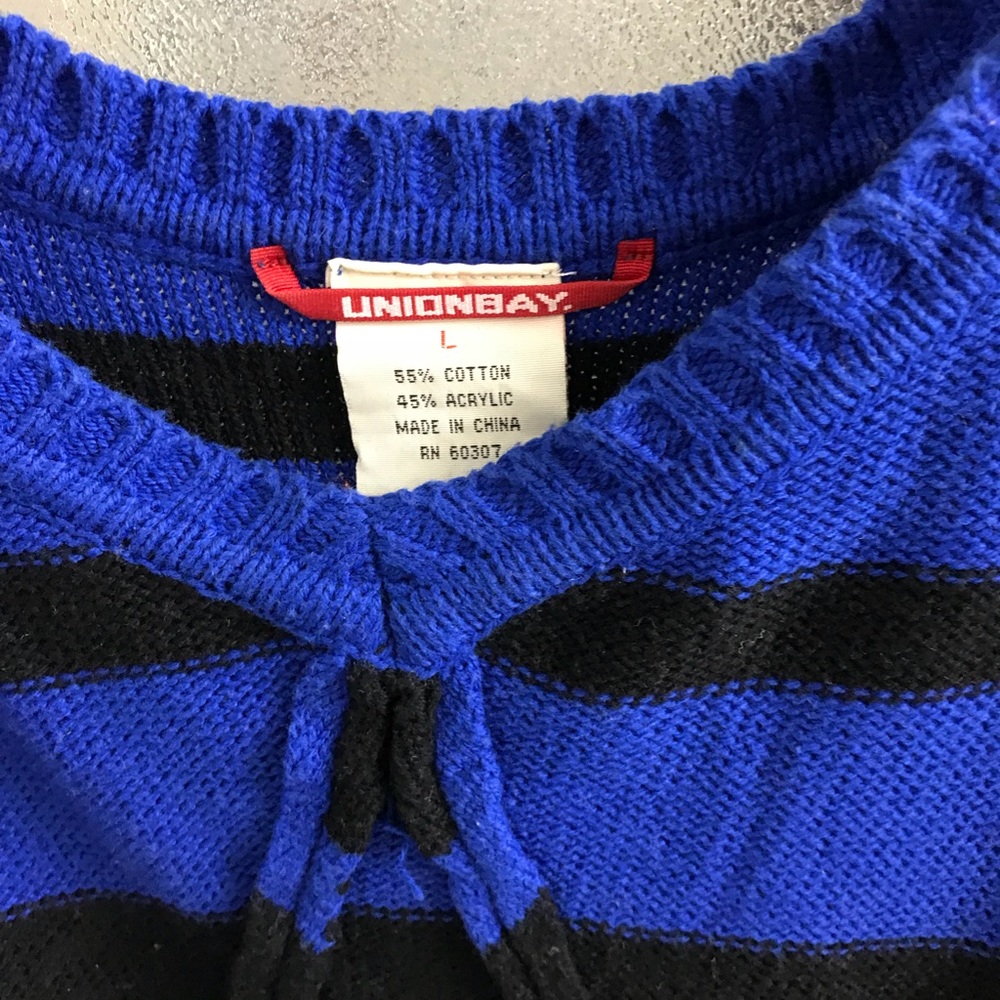 UNIONBAY.
L
55% COTTON
45% ACRYLIC
MADE IN CHINA
RN 60307